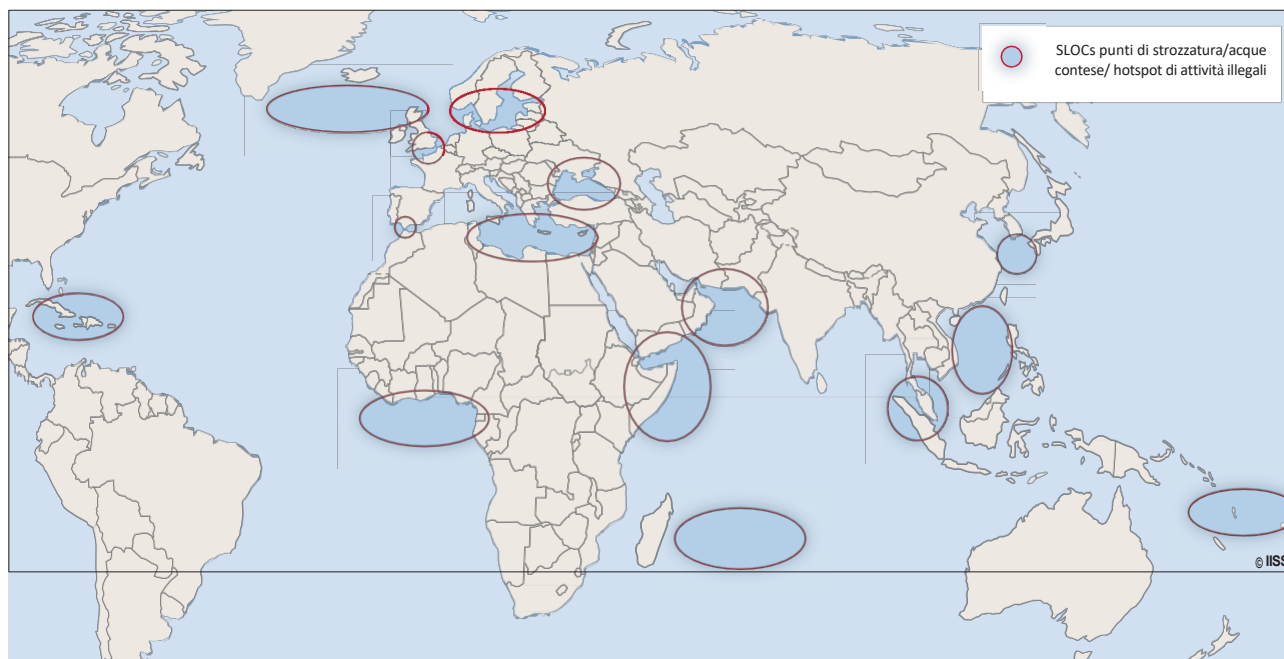 SLOCs punti di strozzatura/acque
contese/ hotspot di attività illegali
© IISS